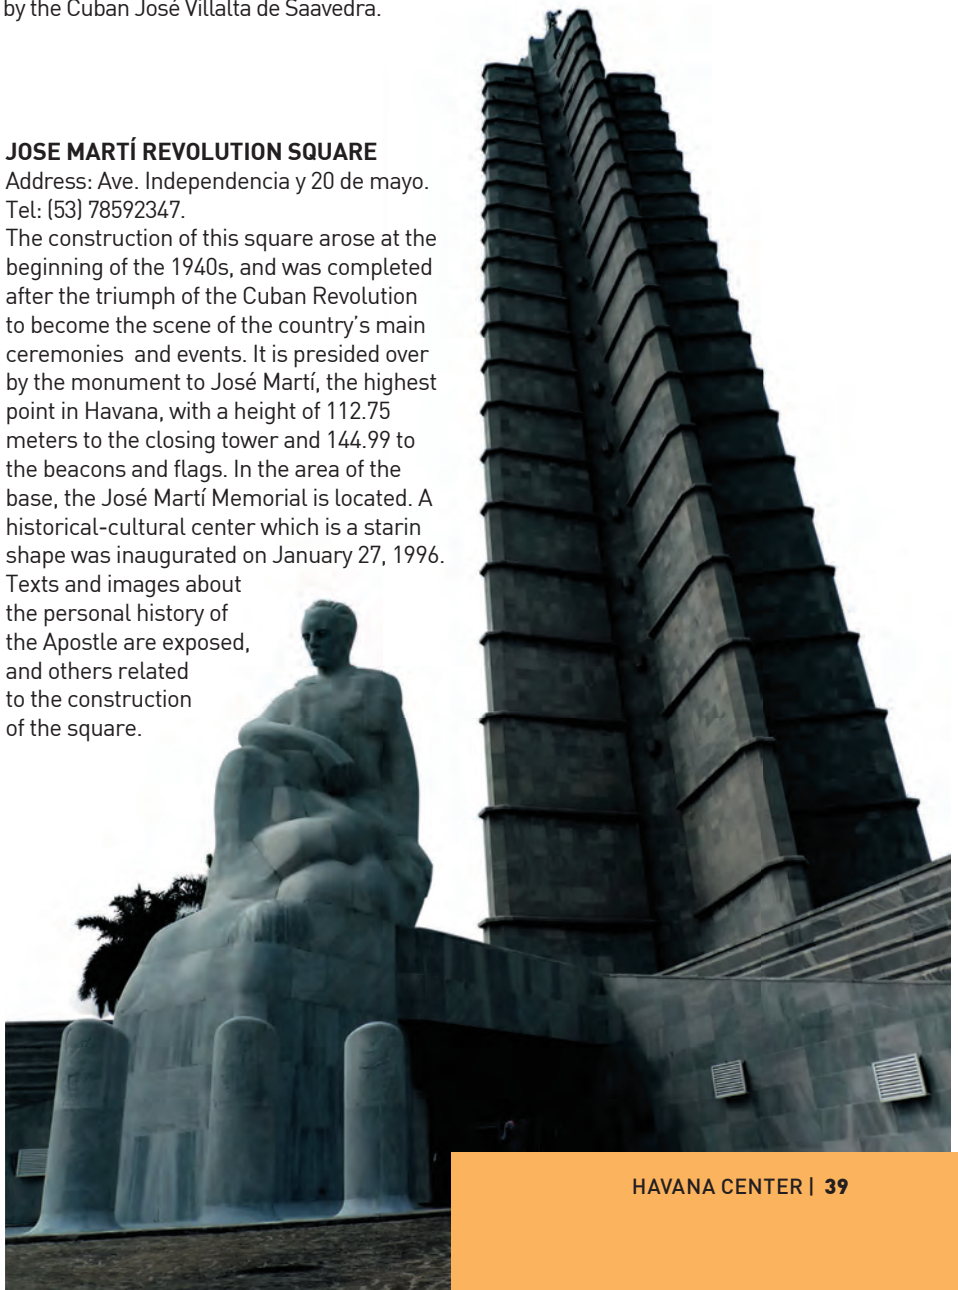 by the Cuban José Villalta de Saavedra.
JOSE MARTÍ REVOLUTION SQUARE
Address: Ave. Independencia y 20 de mayo.
Tel: (53) 78592347.
The construction of this square arose at the
beginning of the 1940s, and was completed
after the triumph of the Cuban Revolution
to become the scene of the country's main
ceremonies and events. It is presided over
by the monument to José Martí, the highest
point in Havana, with a height of 112.75
meters to the closing tower and 144.99 to
the beacons and flags. In the area of the
base, the José Martí Memorial is located. A
historical-cultural center which is a starin
shape was inaugurated on January 27, 1996.
Texts and images about
the personal history of
the Apostle are exposed,
and others related
to the construction
of the square.
HAVANA CENTER | 39